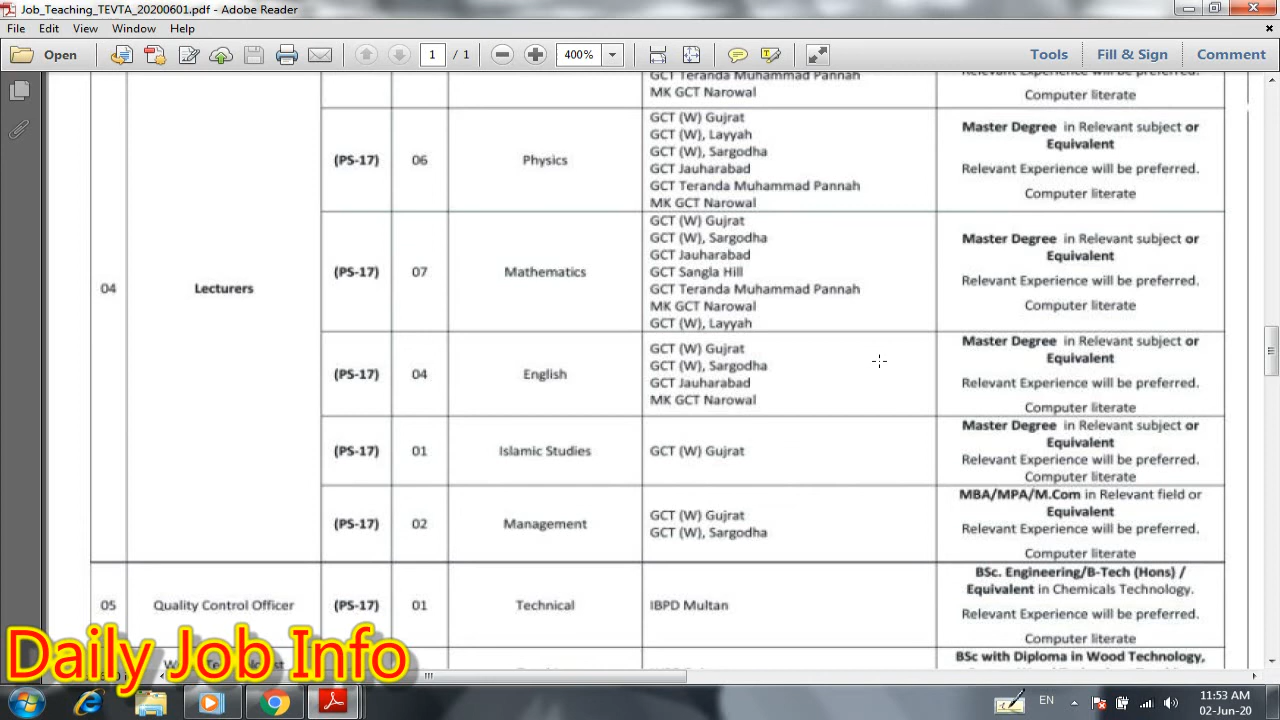 Job_Teaching_TEVTA_20200601.pdf - Adobe Reader
File Edit View Window Help
Open 1 / 1 400% Tools Fill & Sign Comment
GCT Teranda Muhammad Pannah
MK GCT Narowal
Relevant Experience will be preferred.
Computer literate
04
Lecturers
(PS-17)
06
Physics
GCT (W) Gujrat
GCT (W), Layyah
GCT (W), Sargodha
GCT Jauharabad
GCT Teranda Muhammad Pannah
MK GCT Narowal
Master Degree in Relevant subject or
Equivalent
Relevant Experience will be preferred.
Computer literate
(PS-17)
07
Mathematics
GCT (W) Gujrat
GCT (W), Sargodha
GCT Jauharabad
GCT Sangla Hill
GCT Teranda Muhammad Pannah
MK GCT Narowal
GCT (W), Layyah
Master Degree in Relevant subject or
Equivalent
Relevant Experience will be preferred.
Computer literate
(PS-17)
04
English
GCT (W) Gujrat
GCT (W), Sargodha
GCT Jauharabad
MK GCT Narowal
Master Degree in Relevant subject or
Equivalent
Relevant Experience will be preferred.
Computer literate
(PS-17)
01
Islamic Studies
GCT (W) Gujrat
Master Degree in Relevant subject or
Equivalent
Relevant Experience will be preferred.
Computer literate
(PS-17)
02
Management
GCT (W) Gujrat
GCT (W), Sargodha
MBA/MPA/M.Com in Relevant field or
Equivalent
Relevant Experience will be preferred.
Computer literate
05
Quality Control Officer
(PS-17)
01
Technical
IBPD Multan
BSc. Engineering/B-Tech (Hons) /
Equivalent in Chemicals Technology.
Relevant Experience will be preferred.
Computer literate
BSc with Diploma in Wood Technology,
Daily Job Info
EN
11:53 AM
02-Jun-20